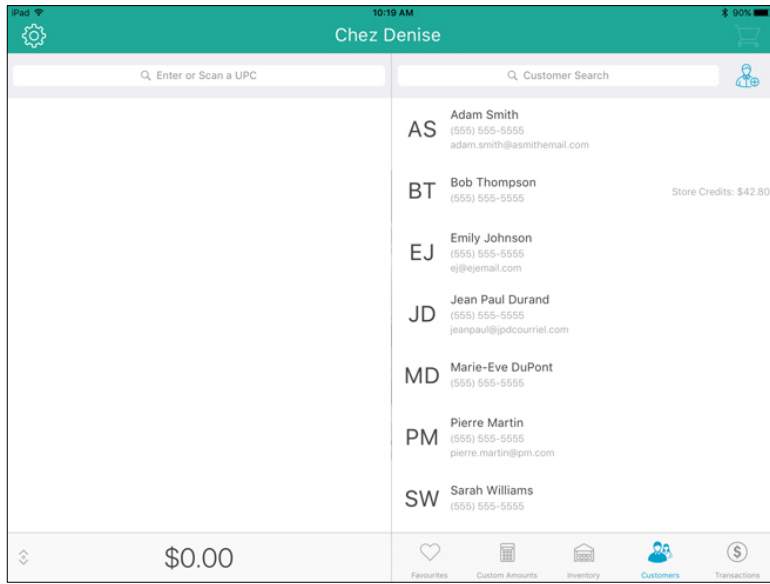 iPad 10:19 AM 90%
Chez Denise
Enter or Scan a UPC
Customer Search
AS Adam Smith
(555) 555-5555
adam.smith@asmithemail.com
BT Bob Thompson
(555) 555-5555
Store Credits: $42.80
EJ Emily Johnson
(555) 555-5555
ej@ejemail.com
JD Jean Paul Durand
(555) 555-5555
jeanpaul@jpdcourriel.com
MD Marie-Eve DuPont
(555) 555-5555
PM Pierre Martin
(555) 555-5555
pierre.martin@pm.com
SW Sarah Williams
(555) 555-5555
$0.00
Favourites Custom Amounts Inventory Customers Transactions